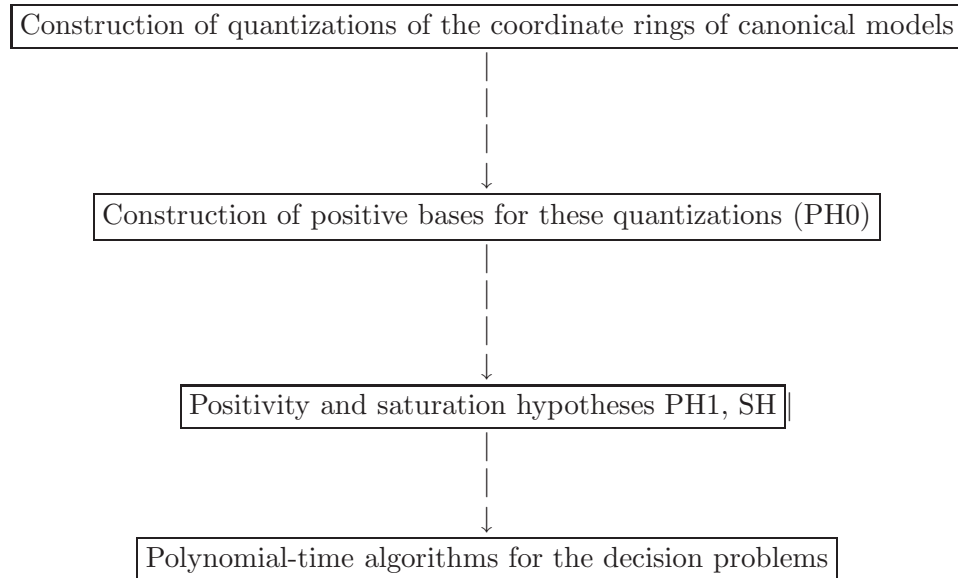 Construction of quantizations of the coordinate rings of canonical models
Construction of positive bases for these quantizations (PH0)
Positivity and saturation hypotheses PH1, SH
Polynomial-time algorithms for the decision problems